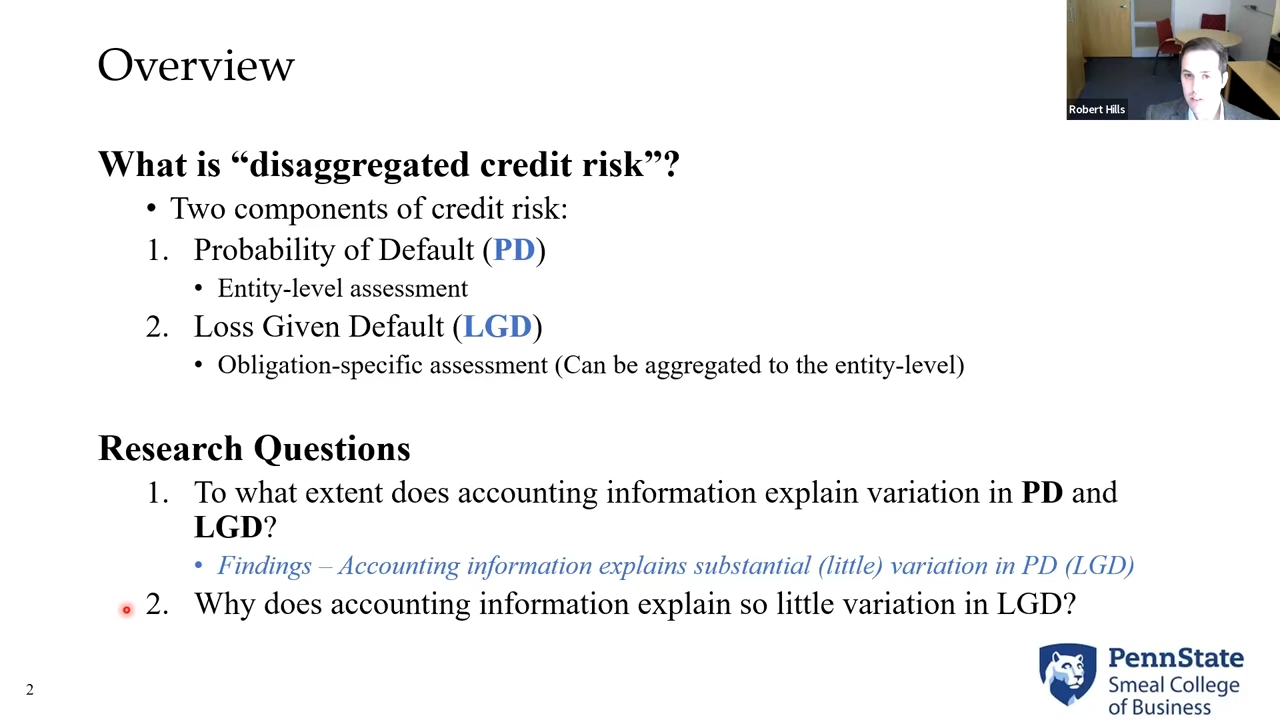 Overview
Robert Hills
What is “disaggregated credit risk”?
• Two components of credit risk:
1. Probability of Default (PD)
• Entity-level assessment
2. Loss Given Default (LGD)
• Obligation-specific assessment (Can be aggregated to the entity-level)
Research Questions
1. To what extent does accounting information explain variation in PD and
LGD?
• Findings – Accounting information explains substantial (little) variation in PD (LGD)
2. Why does accounting information explain so little variation in LGD?
PennState
Smeal College
of Business
2